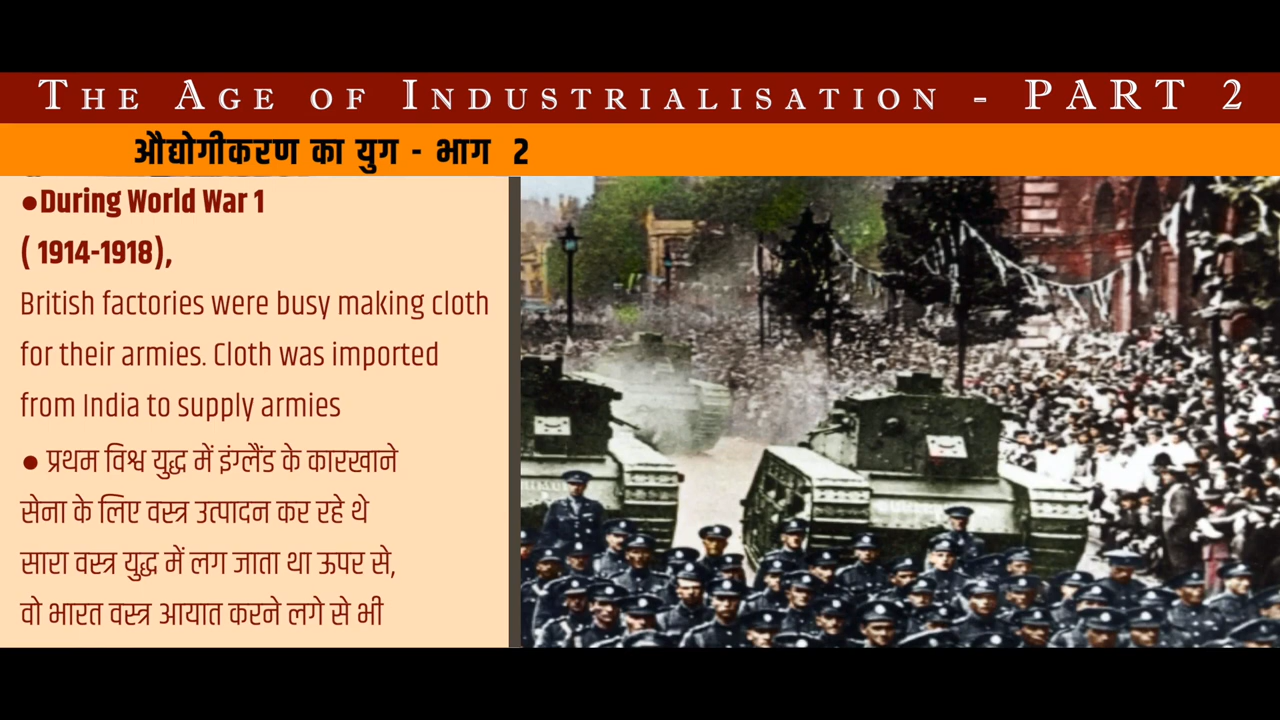 The Age of Industrialisation - PART 2
औद्योगीकरण का युग - भाग 2
●During World War 1
( 1914-1918),
British factories were busy making cloth
for their armies. Cloth was imported
from India to supply armies
● प्रथम विश्व युद्ध में इंग्लैंड के कारखाने
सेना के लिए वस्त्र उत्पादन कर रहे थे
सारा वस्त्र युद्ध में लग जाता था ऊपर से,
वो भारत वस्त्र आयात करने लगे से भी